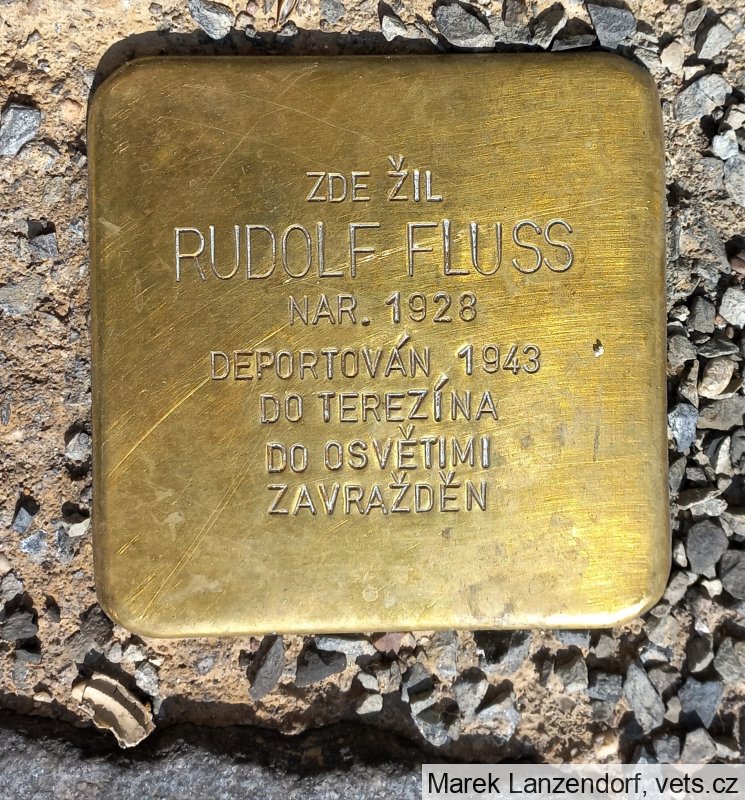 ZDE ŽIL
RUDOLF FLUSS
NAR. 1928
DEPORTOVÁN 1943
DO TEREZÍNA
DO OSVĚTIMI
ZAVRAŽDĚN
Marek Lanzendorf, vets.cz